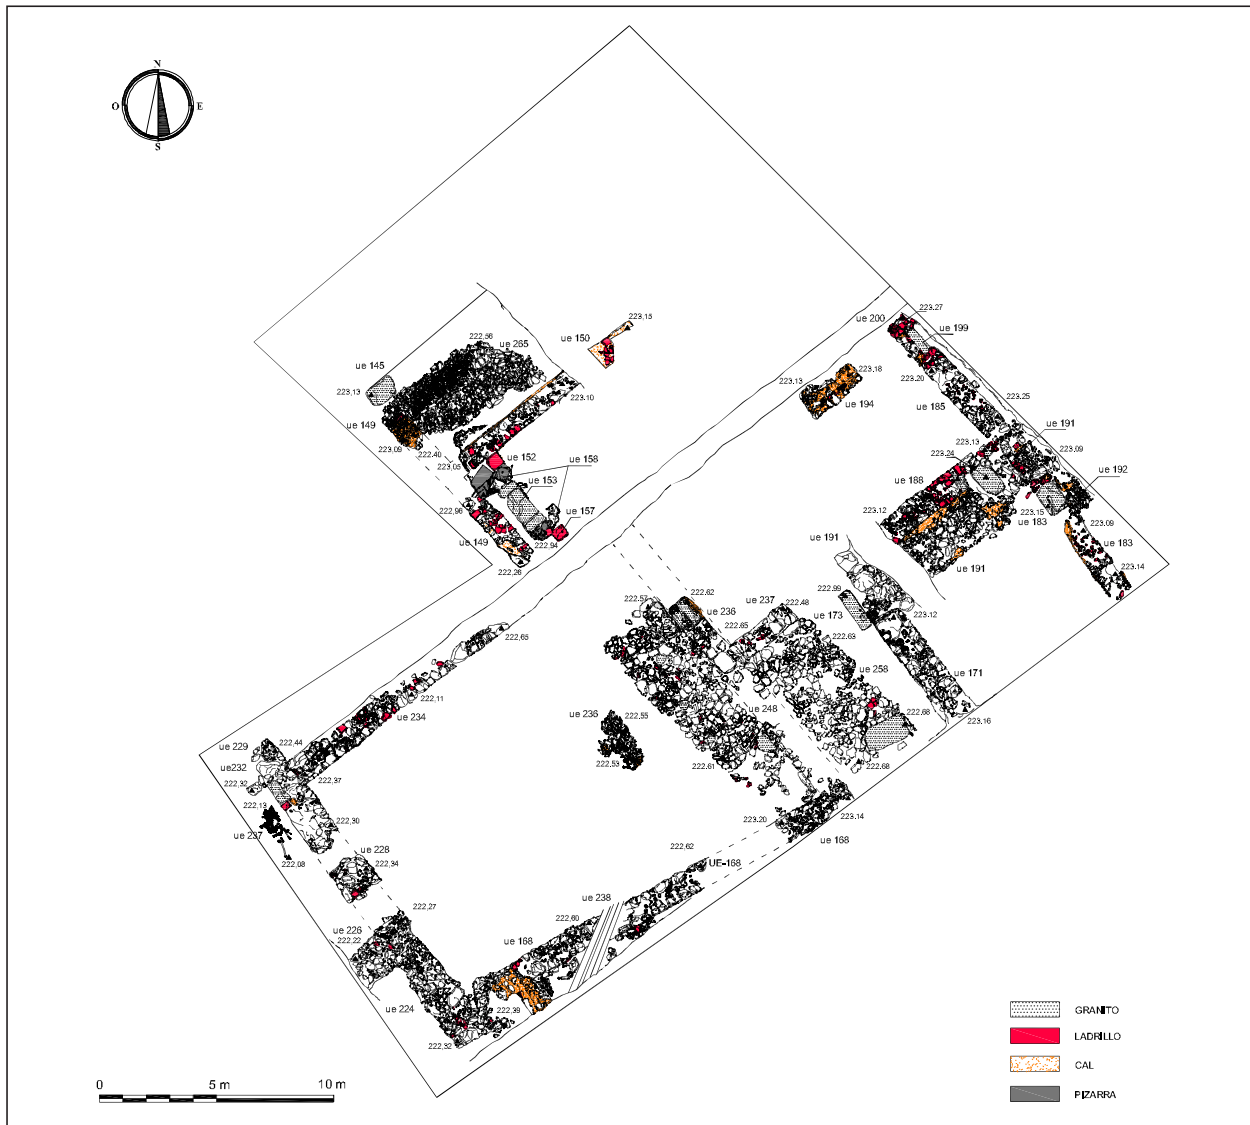 N
O E
S
223.27
ue 200
ue 199
223.15
ue 150
222,56
ue 265
ue 145
223.18
223.13
223.20
223,13
223.10
ue 194
223.25
ue 185
ue 149
ue 191
223.13
223.09
223,09
222.40
223.24
223.05
ue 152
ue 158
ue 192
ue 153
ue 188
222.96
223.15
ue 157
223.12
ue 183
223.09
ue 149
222.94
ue 191
ue 183
222.26
ue 191
223.14
222.99
222.62
222.57
ue 237
222.48
ue 236
ue 173
223.12
222,65
222.65
222.63
ue 258
ue 171
222,11
ue 234
ue 236
222.55
ue 248
222.68
223.16
ue 229
222,44
ue232
222.53
222.61
222.68
222,32
222,37
222,13
222,30
223.20
223.14
ue 237
ue 168
ue 228
222,62
222,08
222,34
UE-168
ue 238
222,27
ue 226
222,60
222,22
ue 168
ue 224
222,39
222,32
GRANITO
LADRILLO
CAL
PIZARRA
0 5 m 10 m